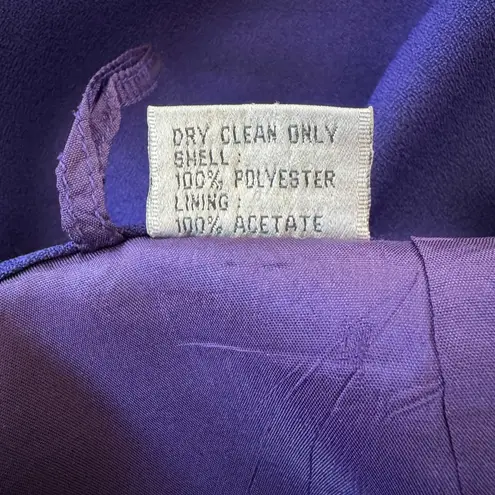 DRY CLEAN ONLY
SHELL :
100% POLYESTER
LINING :
100% ACETATE